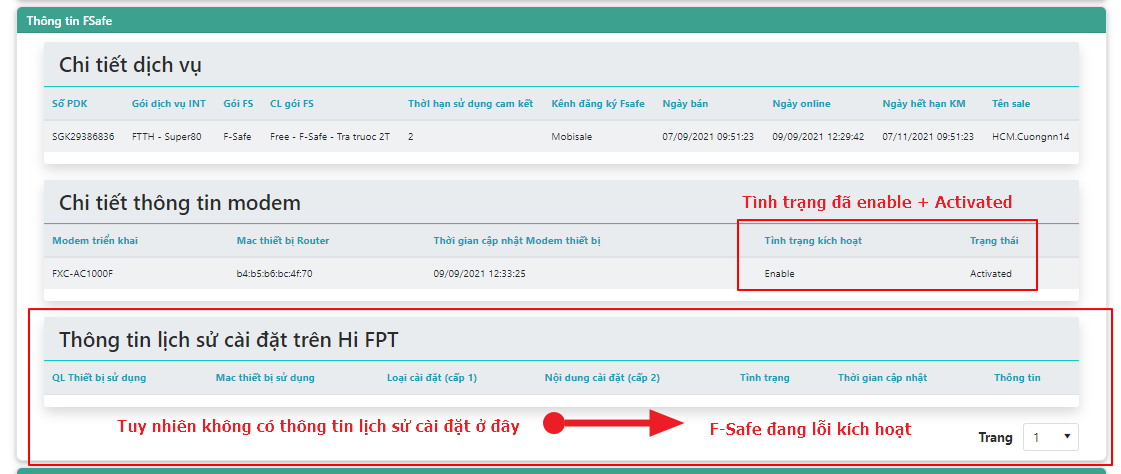 Thông tin FSafe
Chi tiết dịch vụ
Số PDK Gói dịch vụ INT Gói FS CL gói FS Thời hạn sử dụng cam kết Kênh đăng ký Fsafe Ngày bán Ngày online Ngày hết hạn KM Tên sale
SGK29386836 FTTH - Super80 F-Safe Free - F-Safe - Tra truoc 2T 2 Mobisale 07/09/2021 09:51:23 09/09/2021 12:29:42 07/11/2021 09:51:23 HCM.Cuongnn14
Chi tiết thông tin modem
Tình trạng đã enable + Activated
Modem triển khai Mac thiết bị Router Thời gian cập nhật Modem thiết bị Tình trạng kích hoạt Trạng thái
FXC-AC1000F b4:b5:b6:bc:4f:70 09/09/2021 12:33:25 Enable Activated
Thông tin lịch sử cài đặt trên Hi FPT
QL Thiết bị sử dụng Mac thiết bị sử dụng Loại cài đặt (cấp 1) Nội dung cài đặt (cấp 2) Tình trạng Thời gian cập nhật Thông tin
Tuy nhiên không có thông tin lịch sử cài đặt ở đây
F-Safe đang lỗi kích hoạt
Trang 1